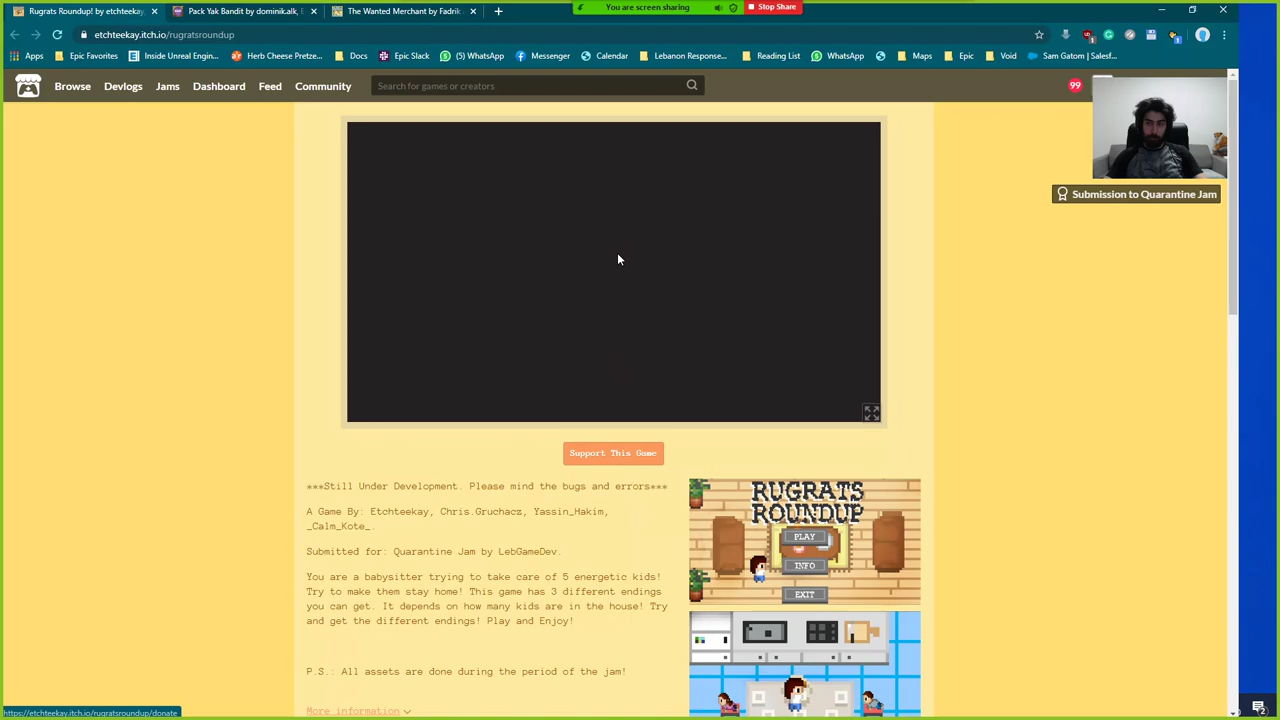 Rugrats Roundup! by etchteekay,
Pack Yak Bandit by dominik.alk, E
The Wanted Merchant by Fadrik
You are screen sharing
Stop Share
etchteekay.itch.io/rugratsroundup
Apps
Epic Favorites
Inside Unreal Engin...
Herb Cheese Pretze...
Docs
Epic Slack
(5) WhatsApp
Messenger
Calendar
Lebanon Response...
Reading List
WhatsApp
Maps
Epic
Void
Sam Gatom | Salesf...
Browse
Devlogs
Jams
Dashboard
Feed
Community
Search for games or creators
99
Submission to Quarantine Jam
Support This Game
***Still Under Development. Please mind the bugs and errors***
A Game By: Etchteekay, Chris.Gruchacz, Yassin_Hakim,
_Calm_Kote_.
Submitted for: Quarantine Jam by LebGameDev.
You are a babysitter trying to take care of 5 energetic kids!
Try to make them stay home! This game has 3 different endings
you can get. It depends on how many kids are in the house! Try
and get the different endings! Play and Enjoy!
P.S.: All assets are done during the period of the jam!
More information
RUGRATS
ROUNDUP
PLAY
INFO
EXIT
https://etchteekay.itch.io/rugratsroundup/donate
2